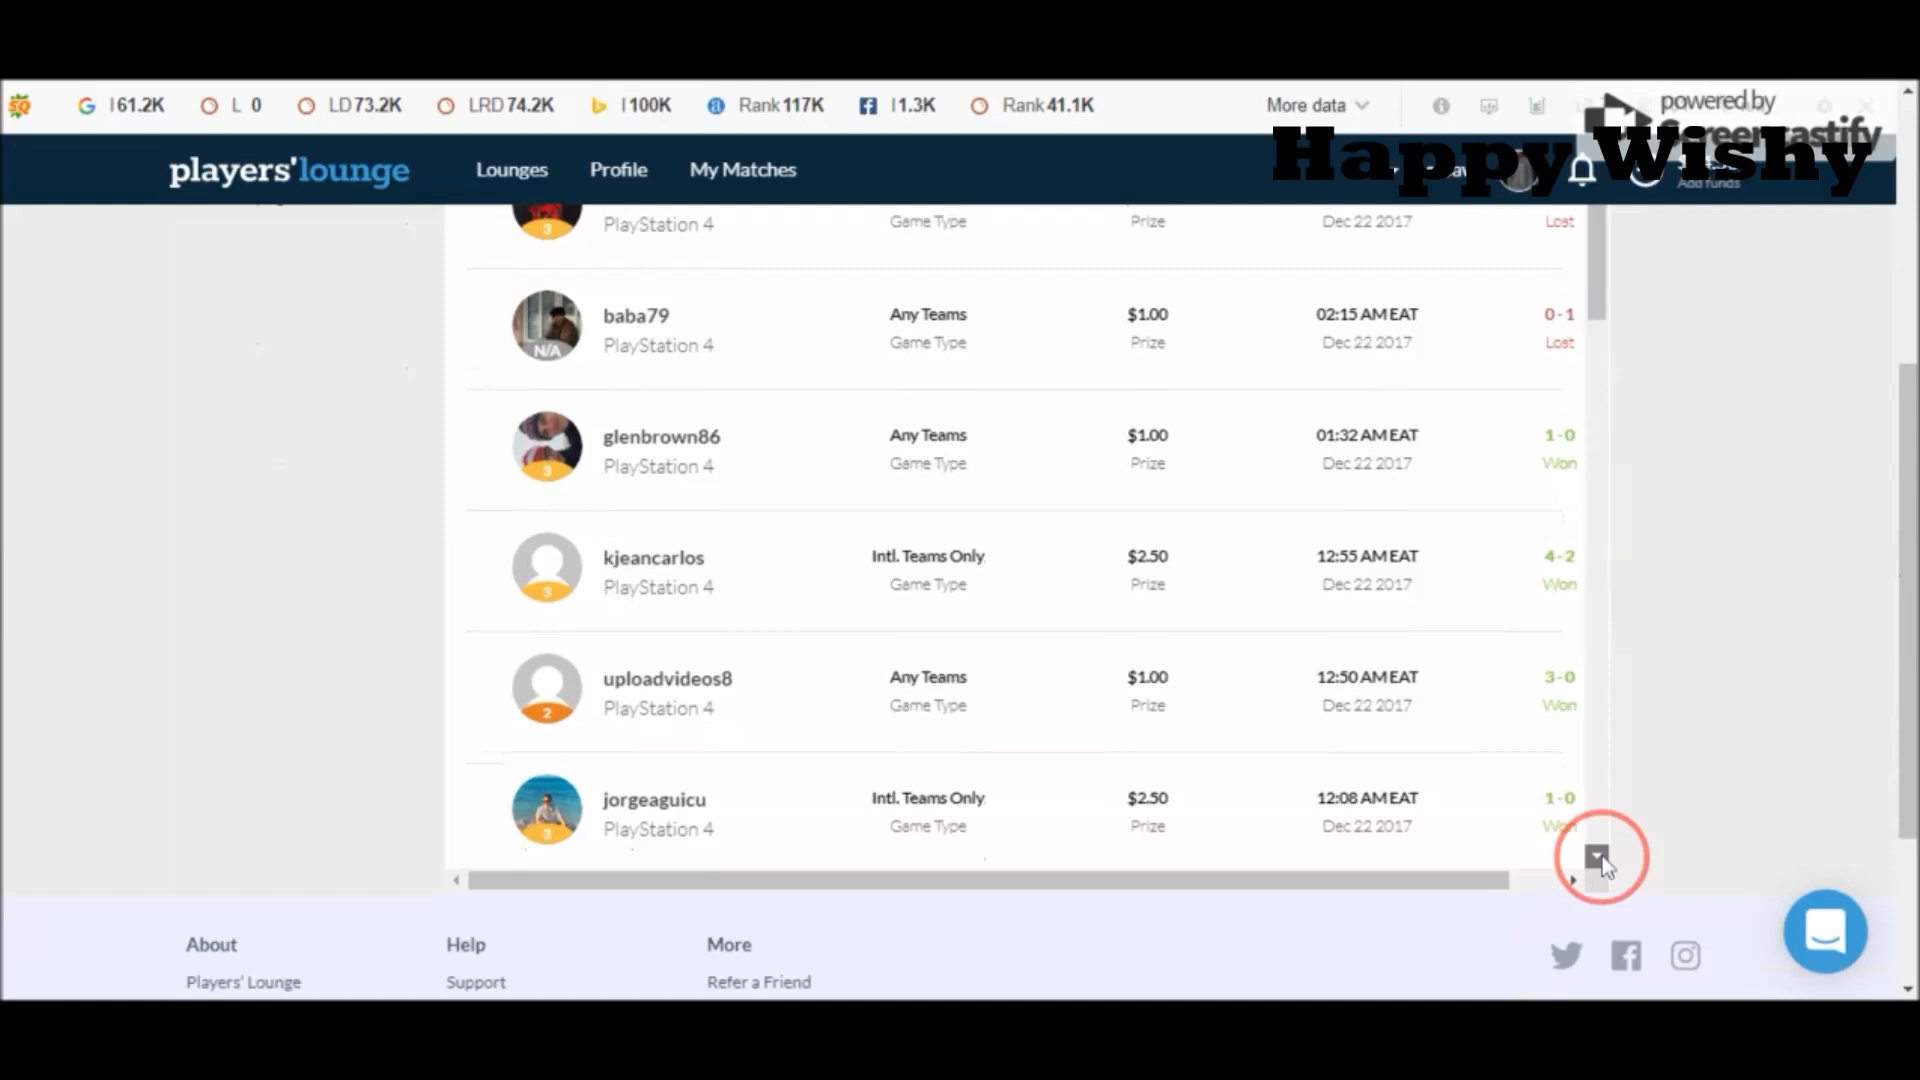 I 61.2K L 0 LD 73.2K LRD 74.2K I 100K Rank 117K I 1.3K Rank 41.1K More data
powered by
Screencastify
Happy Wishy
players'lounge Lounges Profile My Matches
Add funds
3 PlayStation 4 Game Type Prize Dec 22 2017 Lost
baba79 Any Teams $1.00 02:15 AM EAT 0 - 1
N/A PlayStation 4 Game Type Prize Dec 22 2017 Lost
glenbrown86 Any Teams $1.00 01:32 AM EAT 1 - 0
3 PlayStation 4 Game Type Prize Dec 22 2017 Won
kjeancarlos Intl. Teams Only $2.50 12:55 AM EAT 4 - 2
3 PlayStation 4 Game Type Prize Dec 22 2017 Won
uploadvideos8 Any Teams $1.00 12:50 AM EAT 3 - 0
2 PlayStation 4 Game Type Prize Dec 22 2017 Won
jorgeaguicu Intl. Teams Only $2.50 12:08 AM EAT 1 - 0
3 PlayStation 4 Game Type Prize Dec 22 2017 Won
About Help More
Players' Lounge Support Refer a Friend